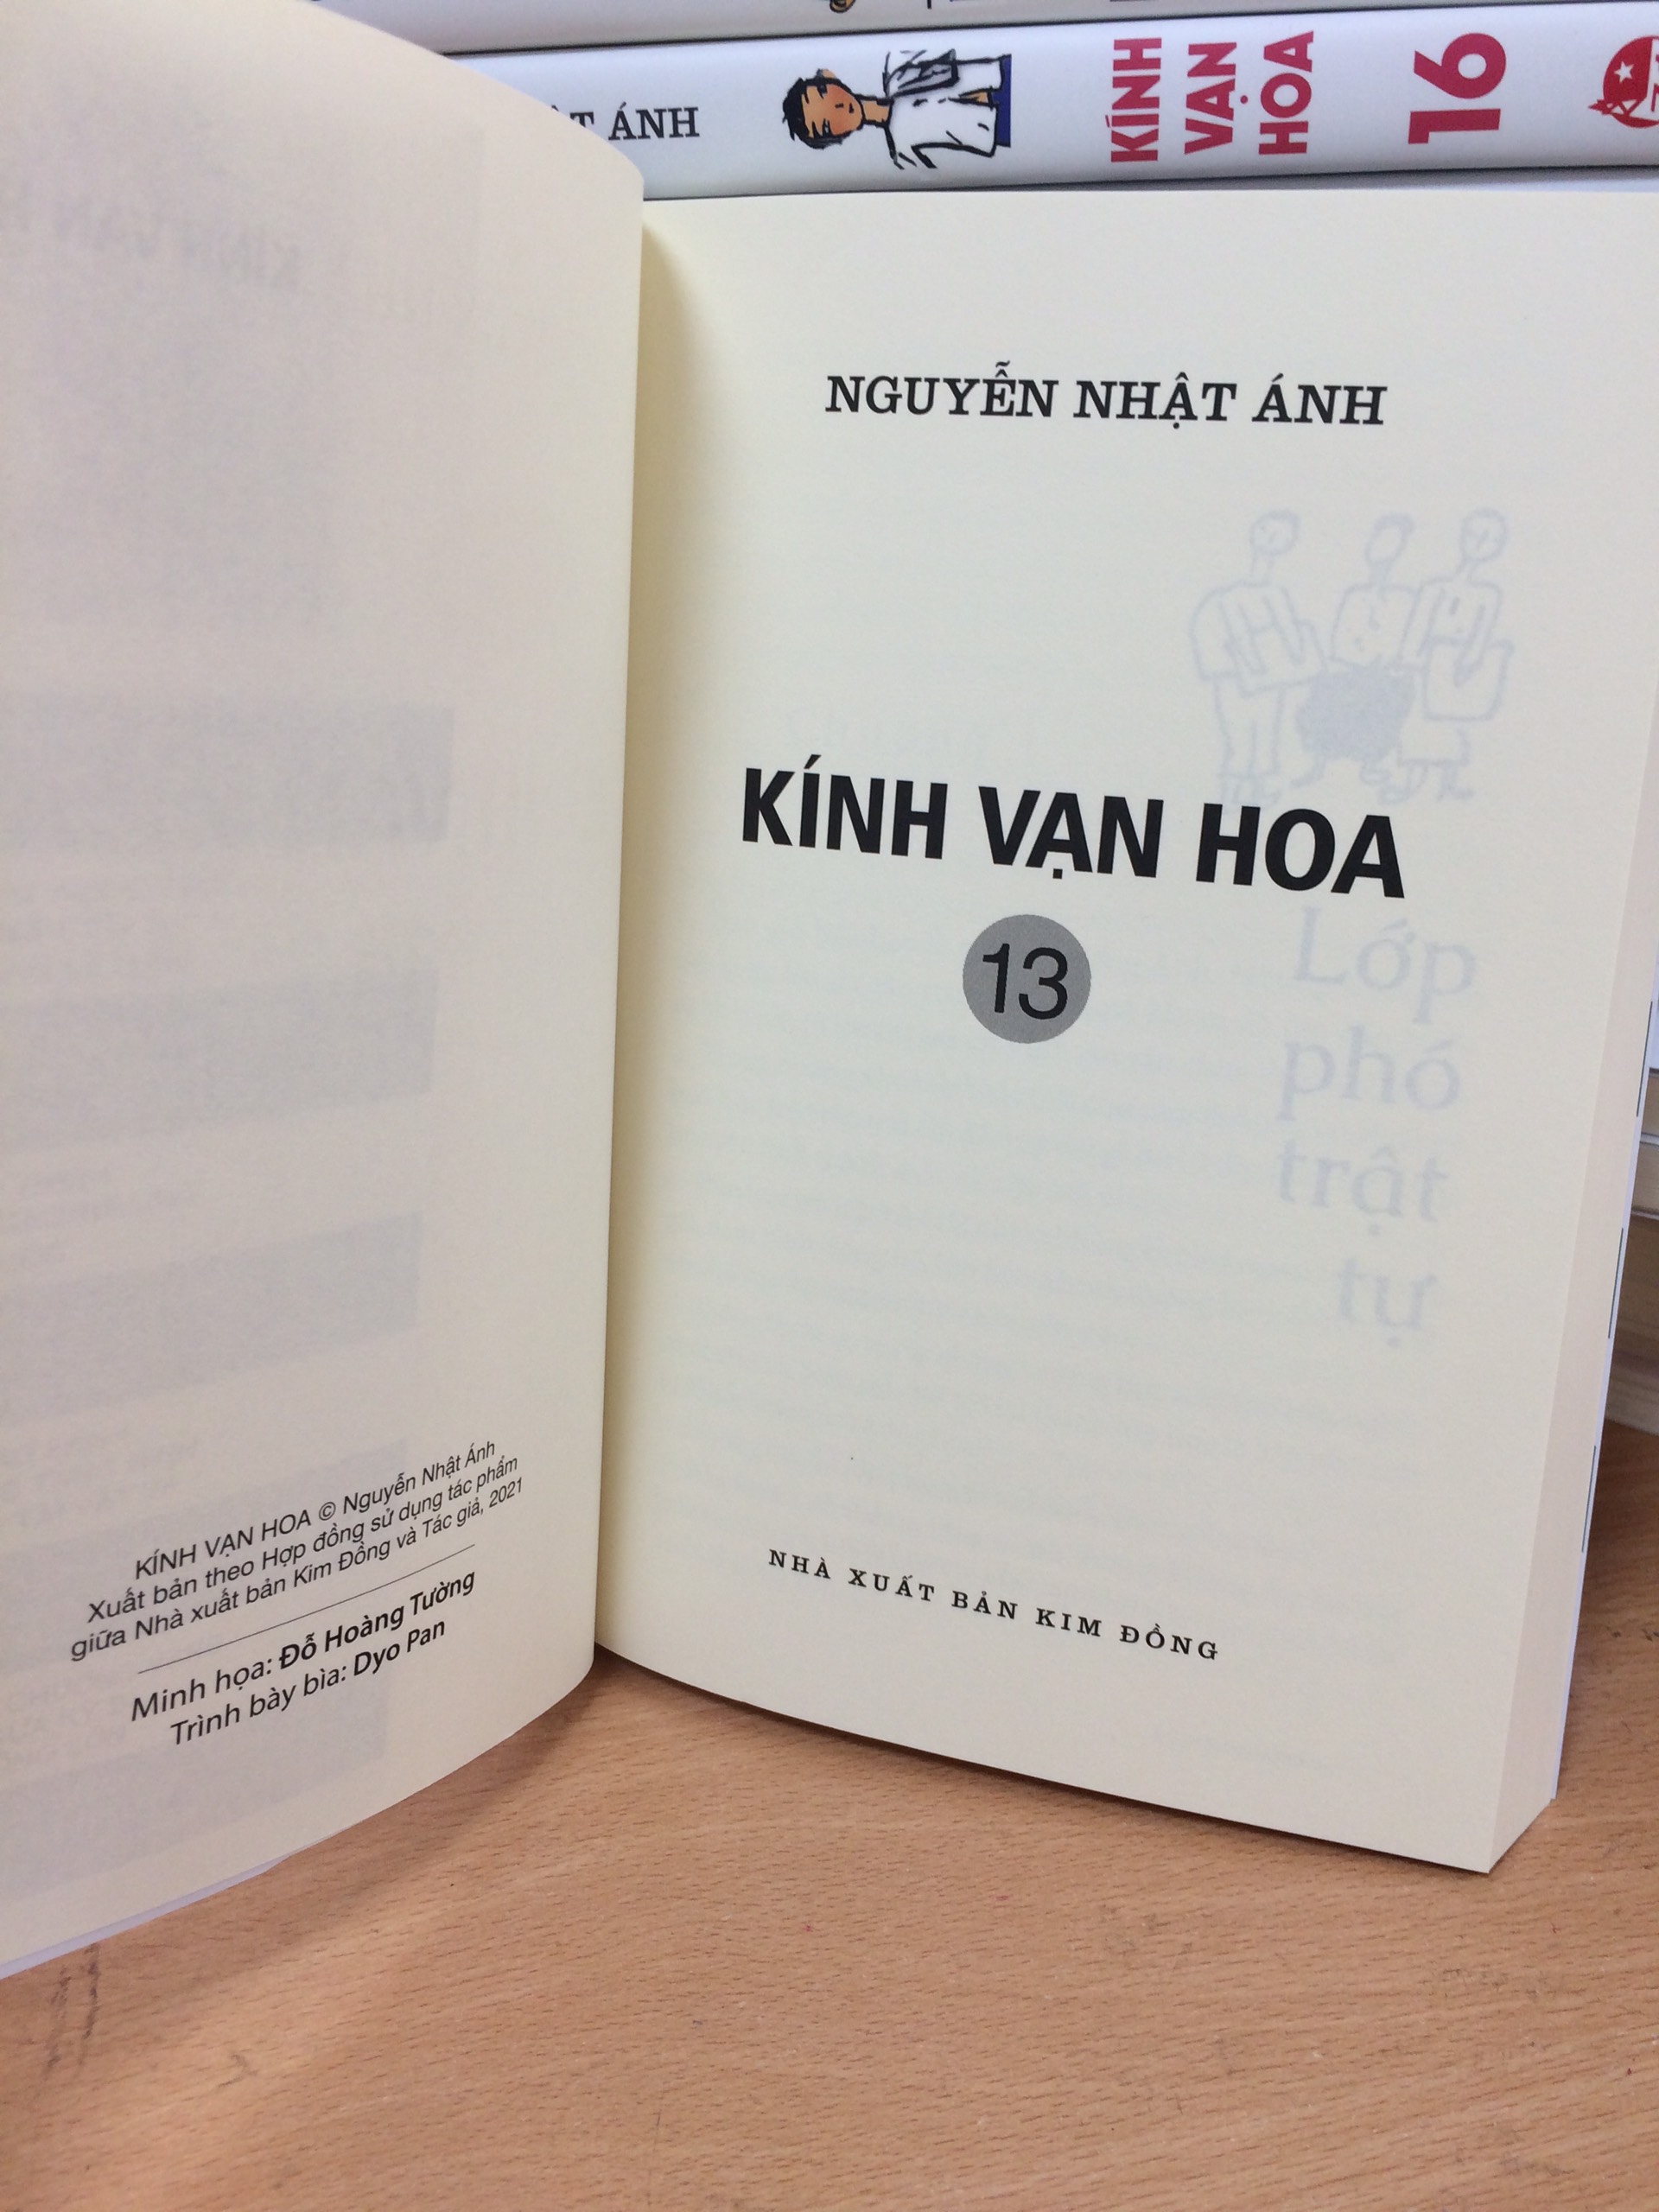 T ÁNH
KÍNH
VẠN
HOA
16
NGUYỄN NHẬT ÁNH
KÍNH VẠN HOA
13
Lớp
phó
trật
tự
NHÀ XUẤT BẢN KIM ĐỒNG
KÍNH VẠN HOA © Nguyễn Nhật Ánh
Xuất bản theo Hợp đồng sử dụng tác phẩm
giữa Nhà xuất bản Kim Đồng và Tác giả, 2021
Minh họa: Đỗ Hoàng Tường
Trình bày bìa: Dyo Pan